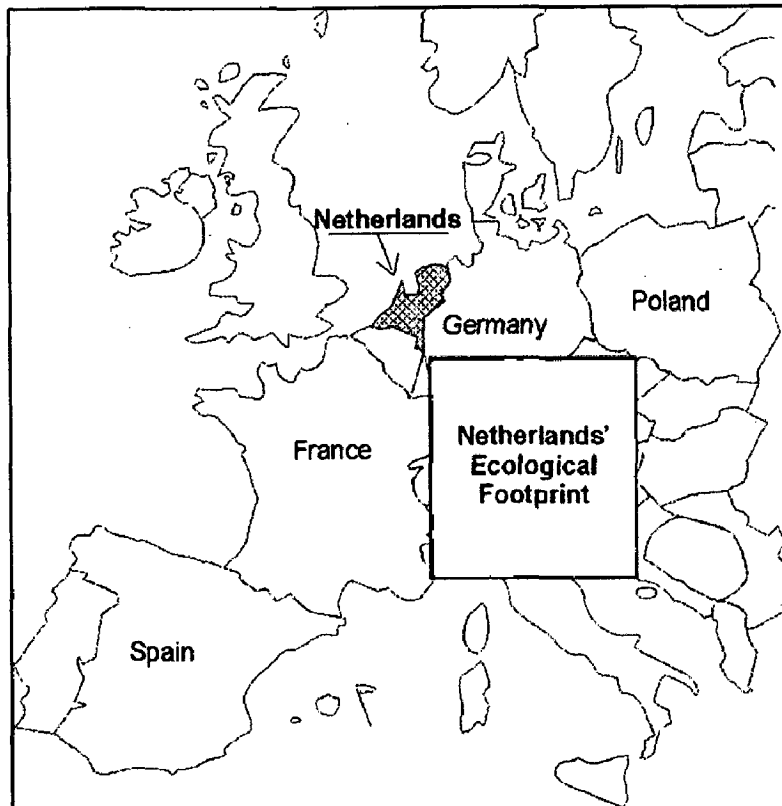 Netherlands
Germany
Poland
France
Netherlands'
Ecological
Footprint
Spain